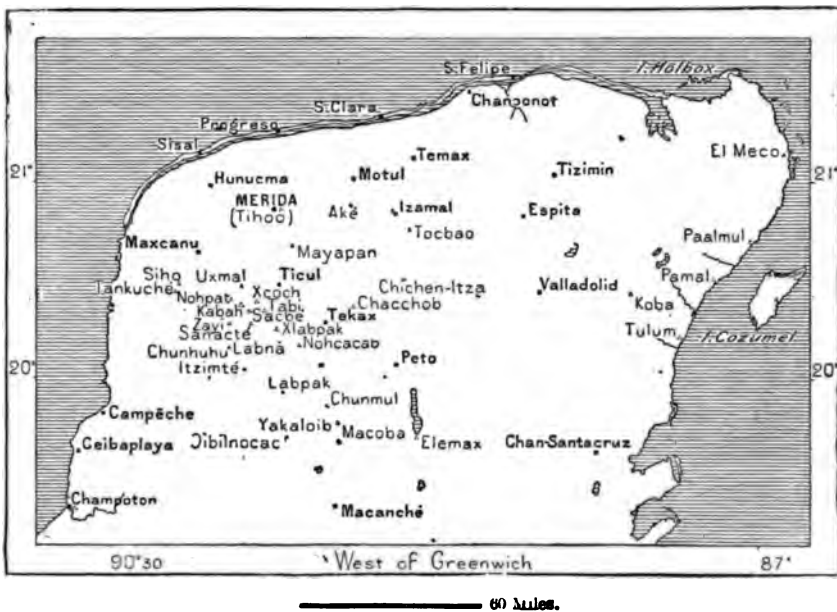 S. Felipe
I. Holbox
Chanponot
S. Clara
Progreso
Sisal
El Meco
Temax
21°
Hunucma
Motul
Tizimin
21°
MERIDA
(Tihoo)
Aké
Izamal
Espita
Tocbao
Maxcanu
Mayapan
Paalmul
Siho
Uxmal
Ticul
Chichen-Itza
Valladolid
Pamal
Tankuché
Nohpat
Xcoch
Chacchob
Koba
Kabah
Tabi
Sacbe
Tekax
Zayi
Xlabpak
Tulum
I. Cozumel
Sanacté
Nohcacab
Chunhuhu
Labná
Peto
20°
Itzimté
20°
Labpak
Chunmul
Campêche
Yakaloib
Macoba
Ceibaplaya
Elemax
Chan-Santacruz
Champoton
Macanché
90°30
West of Greenwich
87°
60 Miles.